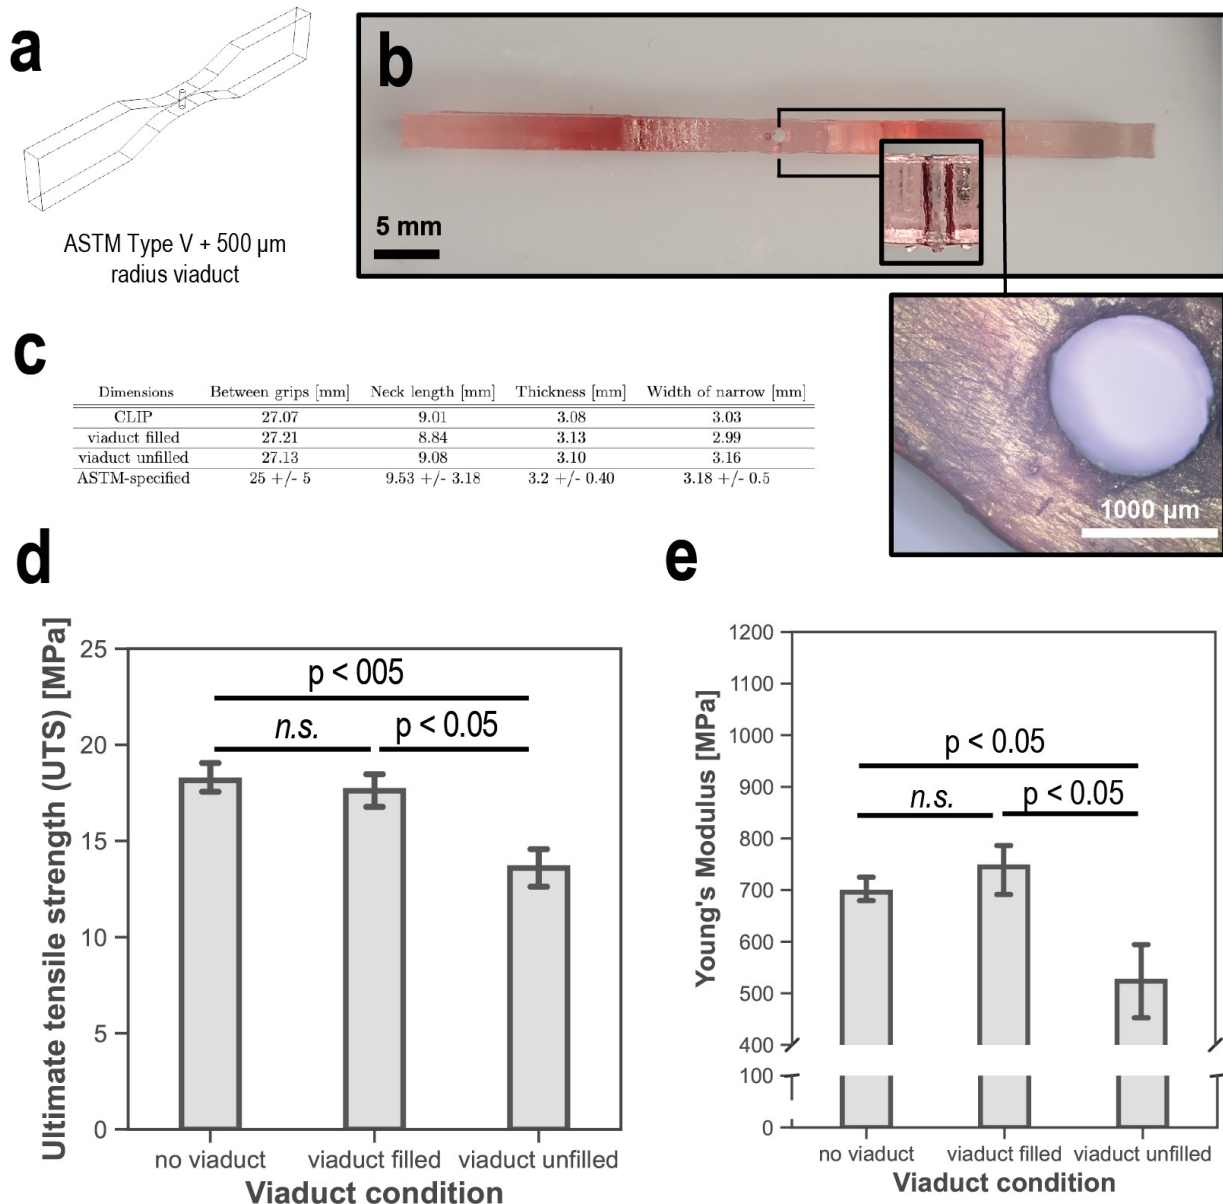 a
ASTM Type V + 500 µm
radius viaduct
b
5 mm
1000 µm
c
Dimensions Between grips [mm] Neck length [mm] Thickness [mm] Width of narrow [mm]
CLIP 27.07 9.01 3.08 3.03
viaduct filled 27.21 8.84 3.13 2.99
viaduct unfilled 27.13 9.08 3.10 3.16
ASTM-specified 25 +/- 5 9.53 +/- 3.18 3.2 +/- 0.40 3.18 +/- 0.5
d
Ultimate tensile strength (UTS) [MPa]
25
20
15
10
5
0
p < 005
n.s. p < 0.05
no viaduct viaduct filled viaduct unfilled
Viaduct condition
e
Young's Modulus [MPa]
1200
1100
1000
900
800
700
600
500
400
100
0
p < 0.05
n.s. p < 0.05
no viaduct viaduct filled viaduct unfilled
Viaduct condition